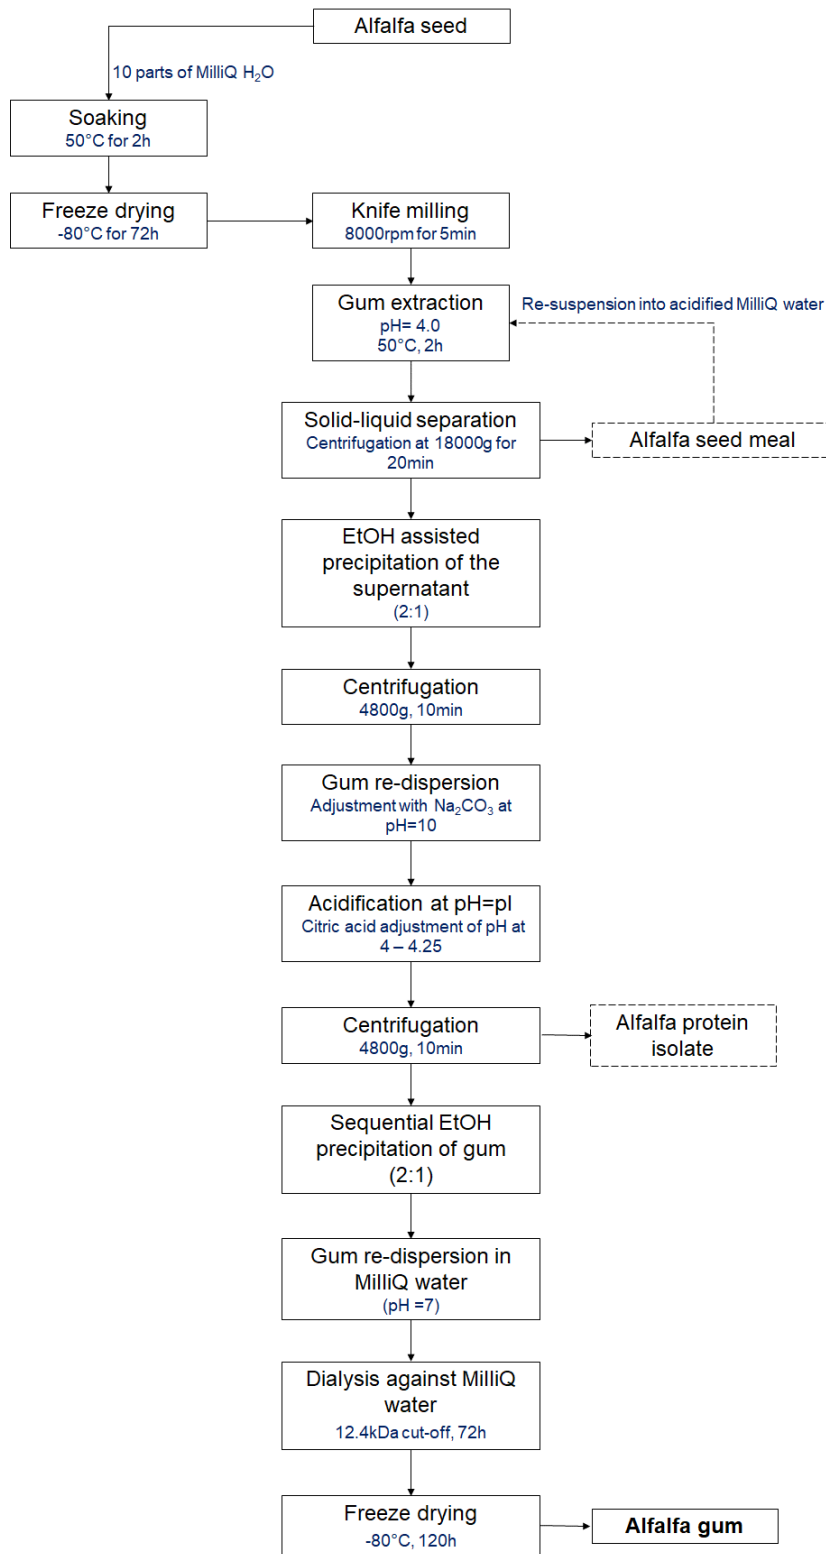 Alfalfa seed
10 parts of MilliQ H₂O
Soaking
50°C for 2h
Freeze drying
-80°C for 72h
Knife milling
8000rpm for 5min
Gum extraction
pH= 4.0
50°C, 2h
Re-suspension into acidified MilliQ water
Solid-liquid separation
Centrifugation at 18000g for
20min
Alfalfa seed meal
EtOH assisted
precipitation of the
supernatant
(2:1)
Centrifugation
4800g, 10min
Gum re-dispersion
Adjustment with Na₂CO₃ at
pH=10
Acidification at pH=pI
Citric acid adjustment of pH at
4 – 4.25
Centrifugation
4800g, 10min
Alfalfa protein
isolate
Sequential EtOH
precipitation of gum
(2:1)
Gum re-dispersion in
MilliQ water
(pH =7)
Dialysis against MilliQ
water
12.4kDa cut-off, 72h
Freeze drying
-80°C, 120h
Alfalfa gum